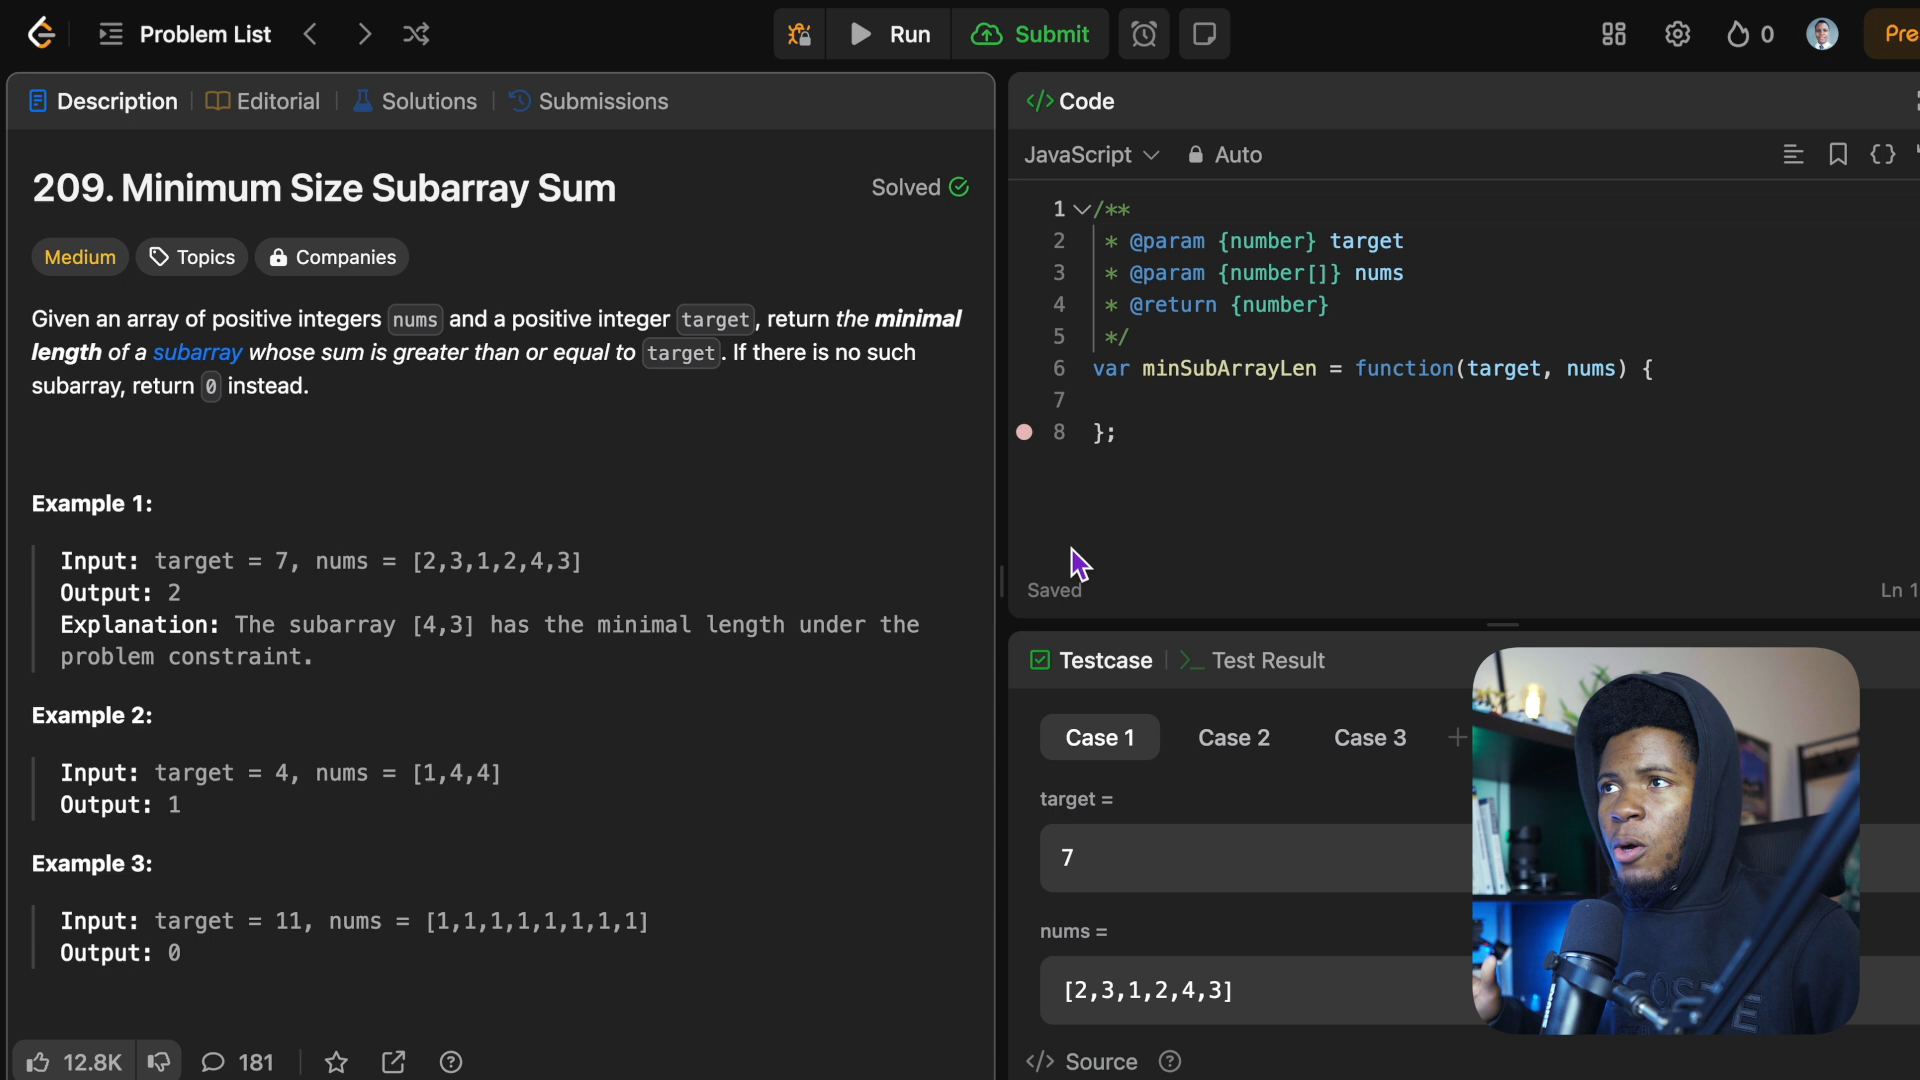 Problem List
Run
Submit
0
Pre
Description
Editorial
Solutions
Submissions
209. Minimum Size Subarray Sum
Solved
Medium
Topics
Companies
Given an array of positive integers nums and a positive integer target, return the minimal
length of a subarray whose sum is greater than or equal to target. If there is no such
subarray, return 0 instead.
Example 1:
Input: target = 7, nums = [2,3,1,2,4,3]
Output: 2
Explanation: The subarray [4,3] has the minimal length under the
problem constraint.
Example 2:
Input: target = 4, nums = [1,4,4]
Output: 1
Example 3:
Input: target = 11, nums = [1,1,1,1,1,1,1,1]
Output: 0
12.8K
181
</> Code
JavaScript
Auto
1 /**
2 * @param {number} target
3 * @param {number[]} nums
4 * @return {number}
5 */
6 var minSubArrayLen = function(target, nums) {
7
8 };
Saved
Ln 1
Testcase
Test Result
Case 1
Case 2
Case 3
+
target =
7
nums =
[2,3,1,2,4,3]
</> Source